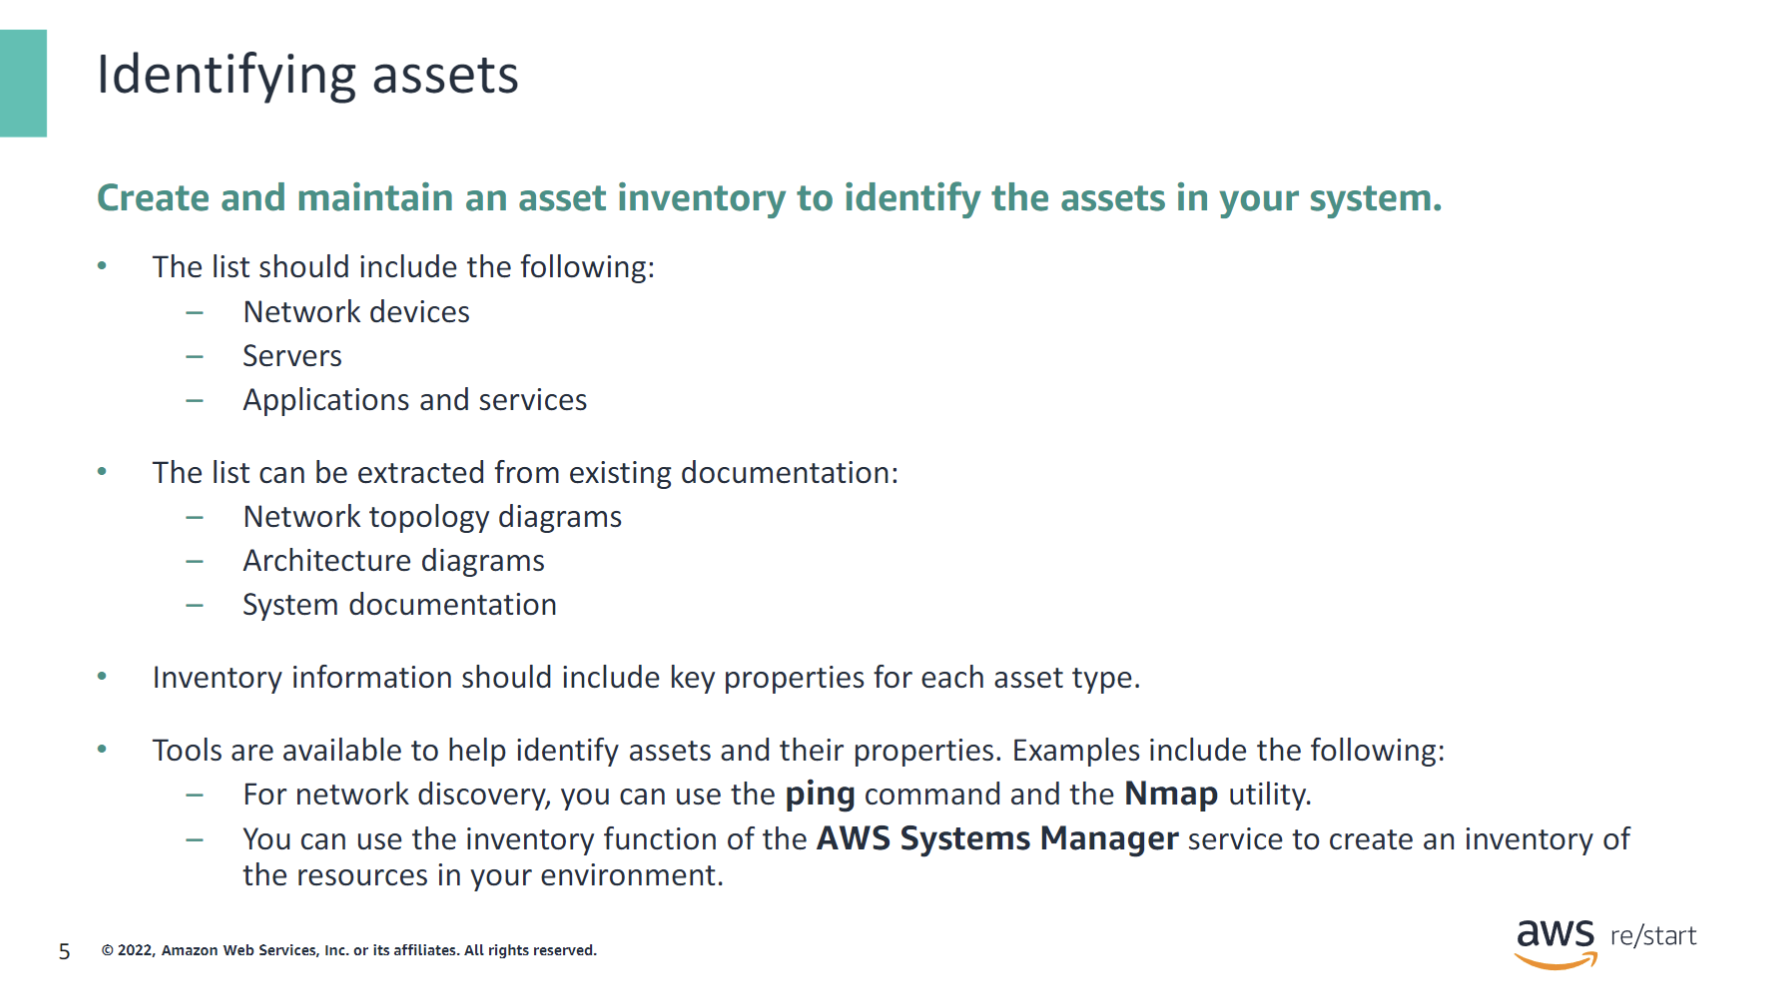 Identifying assets
Create and maintain an asset inventory to identify the assets in your system.
• The list should include the following:
– Network devices
– Servers
– Applications and services
• The list can be extracted from existing documentation:
– Network topology diagrams
– Architecture diagrams
– System documentation
• Inventory information should include key properties for each asset type.
• Tools are available to help identify assets and their properties. Examples include the following:
– For network discovery, you can use the ping command and the Nmap utility.
– You can use the inventory function of the AWS Systems Manager service to create an inventory of
the resources in your environment.
5 © 2022, Amazon Web Services, Inc. or its affiliates. All rights reserved.
aws re/start